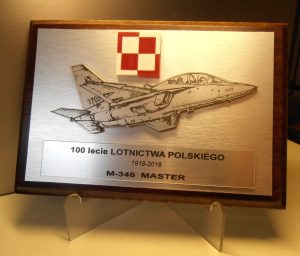 100 lecie LOTNICTWA POLSKIEGO
1918-2018
M-346 MASTER